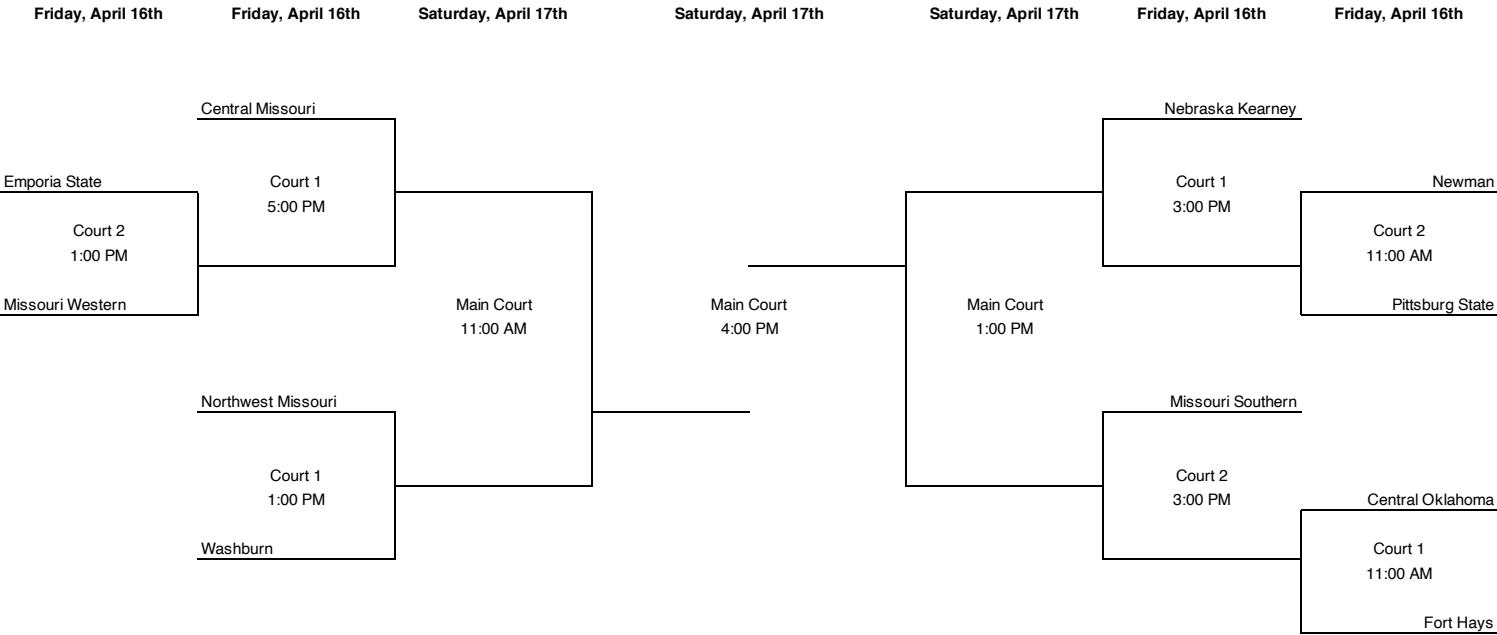 Friday, April 16th Friday, April 16th Saturday, April 17th Saturday, April 17th Saturday, April 17th Friday, April 16th Friday, April 16th
Central Missouri Nebraska Kearney
Emporia State Court 1 Court 1 Newman
5:00 PM 3:00 PM
Court 2 Court 2
1:00 PM 11:00 AM
Missouri Western Main Court Main Court Main Court Pittsburg State
11:00 AM 4:00 PM 1:00 PM
Northwest Missouri Missouri Southern
Court 1 Court 2
1:00 PM 3:00 PM Central Oklahoma
Washburn Court 1
11:00 AM
Fort Hays